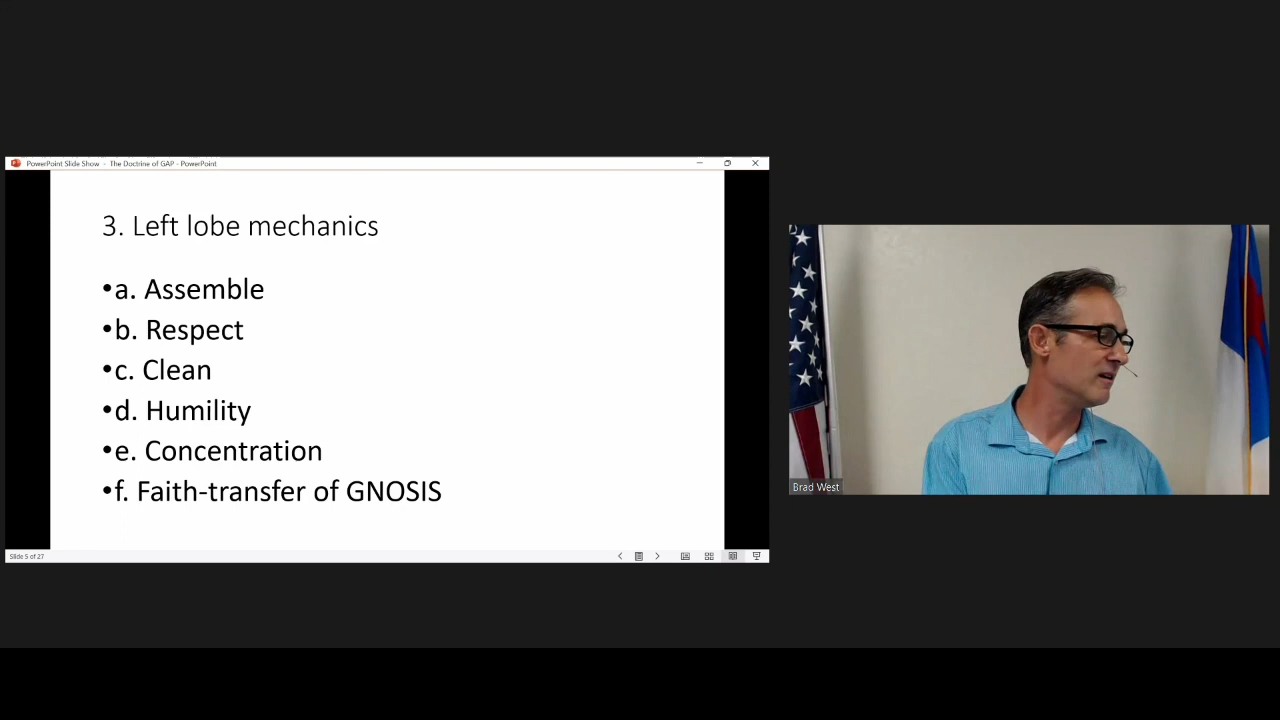 PowerPoint Slide Show - The Doctrine of GAP - PowerPoint
3. Left lobe mechanics
•a. Assemble
•b. Respect
•c. Clean
•d. Humility
•e. Concentration
•f. Faith-transfer of GNOSIS
Slide 5 of 27
Brad West